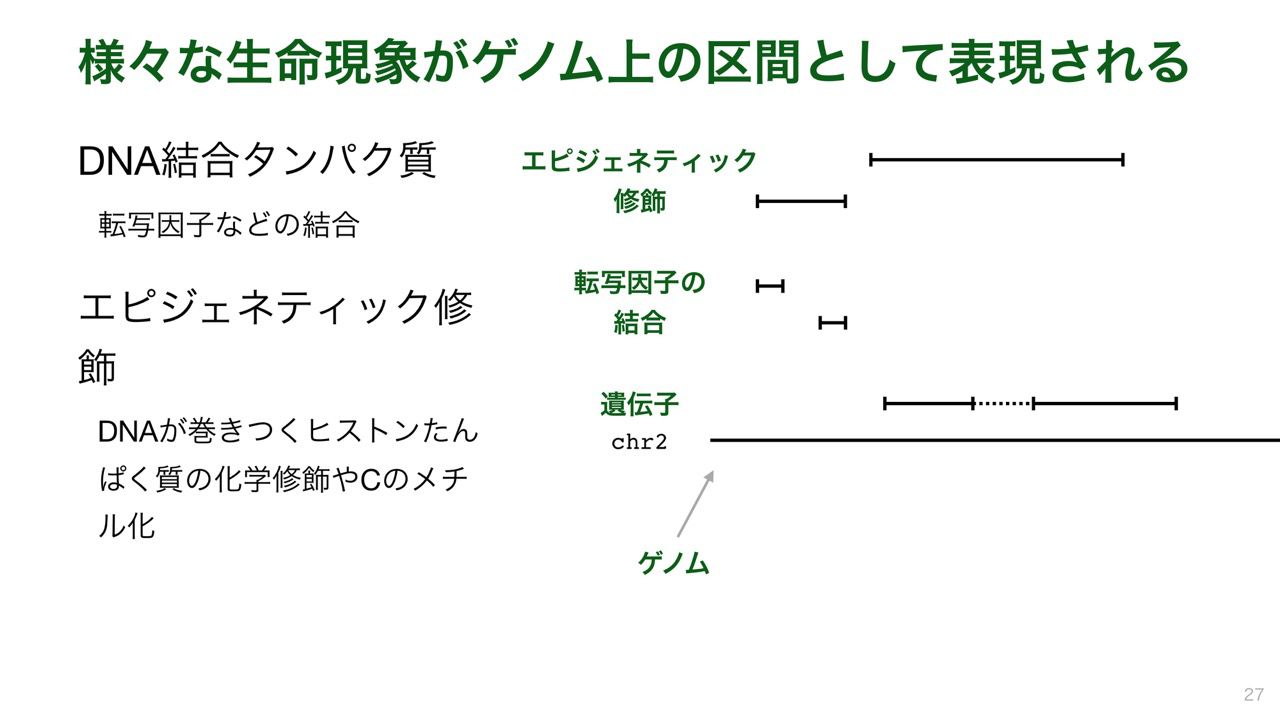 様々な生命現象がゲノム上の区間として表現される
DNA結合タンパク質
転写因子などの結合
エピジェネティック修
飾
DNAが巻きつくヒストンたん
ぱく質の化学修飾やCのメチ
ル化
エピジェネティック
修飾
転写因子の
結合
遺伝子
chr2
ゲノム
27